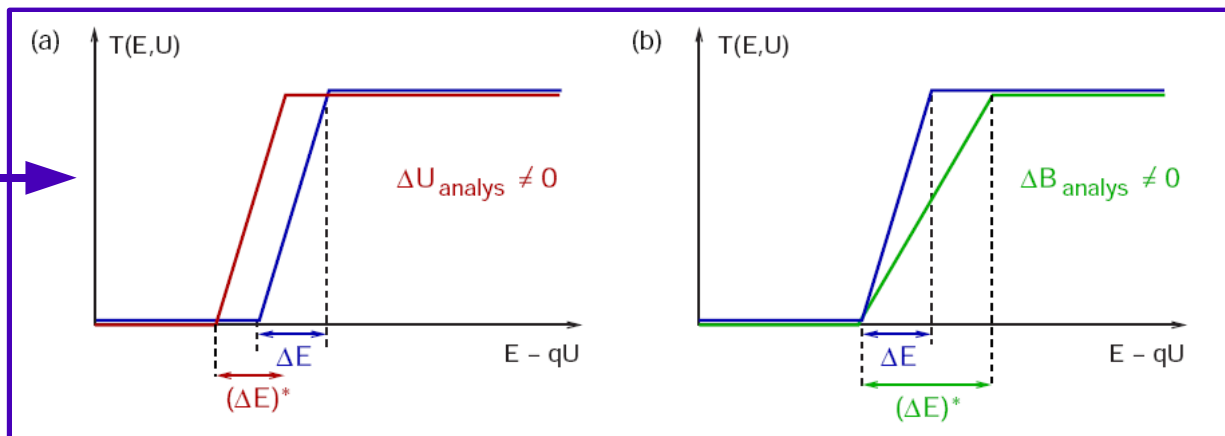 (a)
T(E,U)
ΔU analys ≠ 0
ΔE
E – qU
(ΔE)*
(b)
T(E,U)
ΔB analys ≠ 0
ΔE
E – qU
(ΔE)*